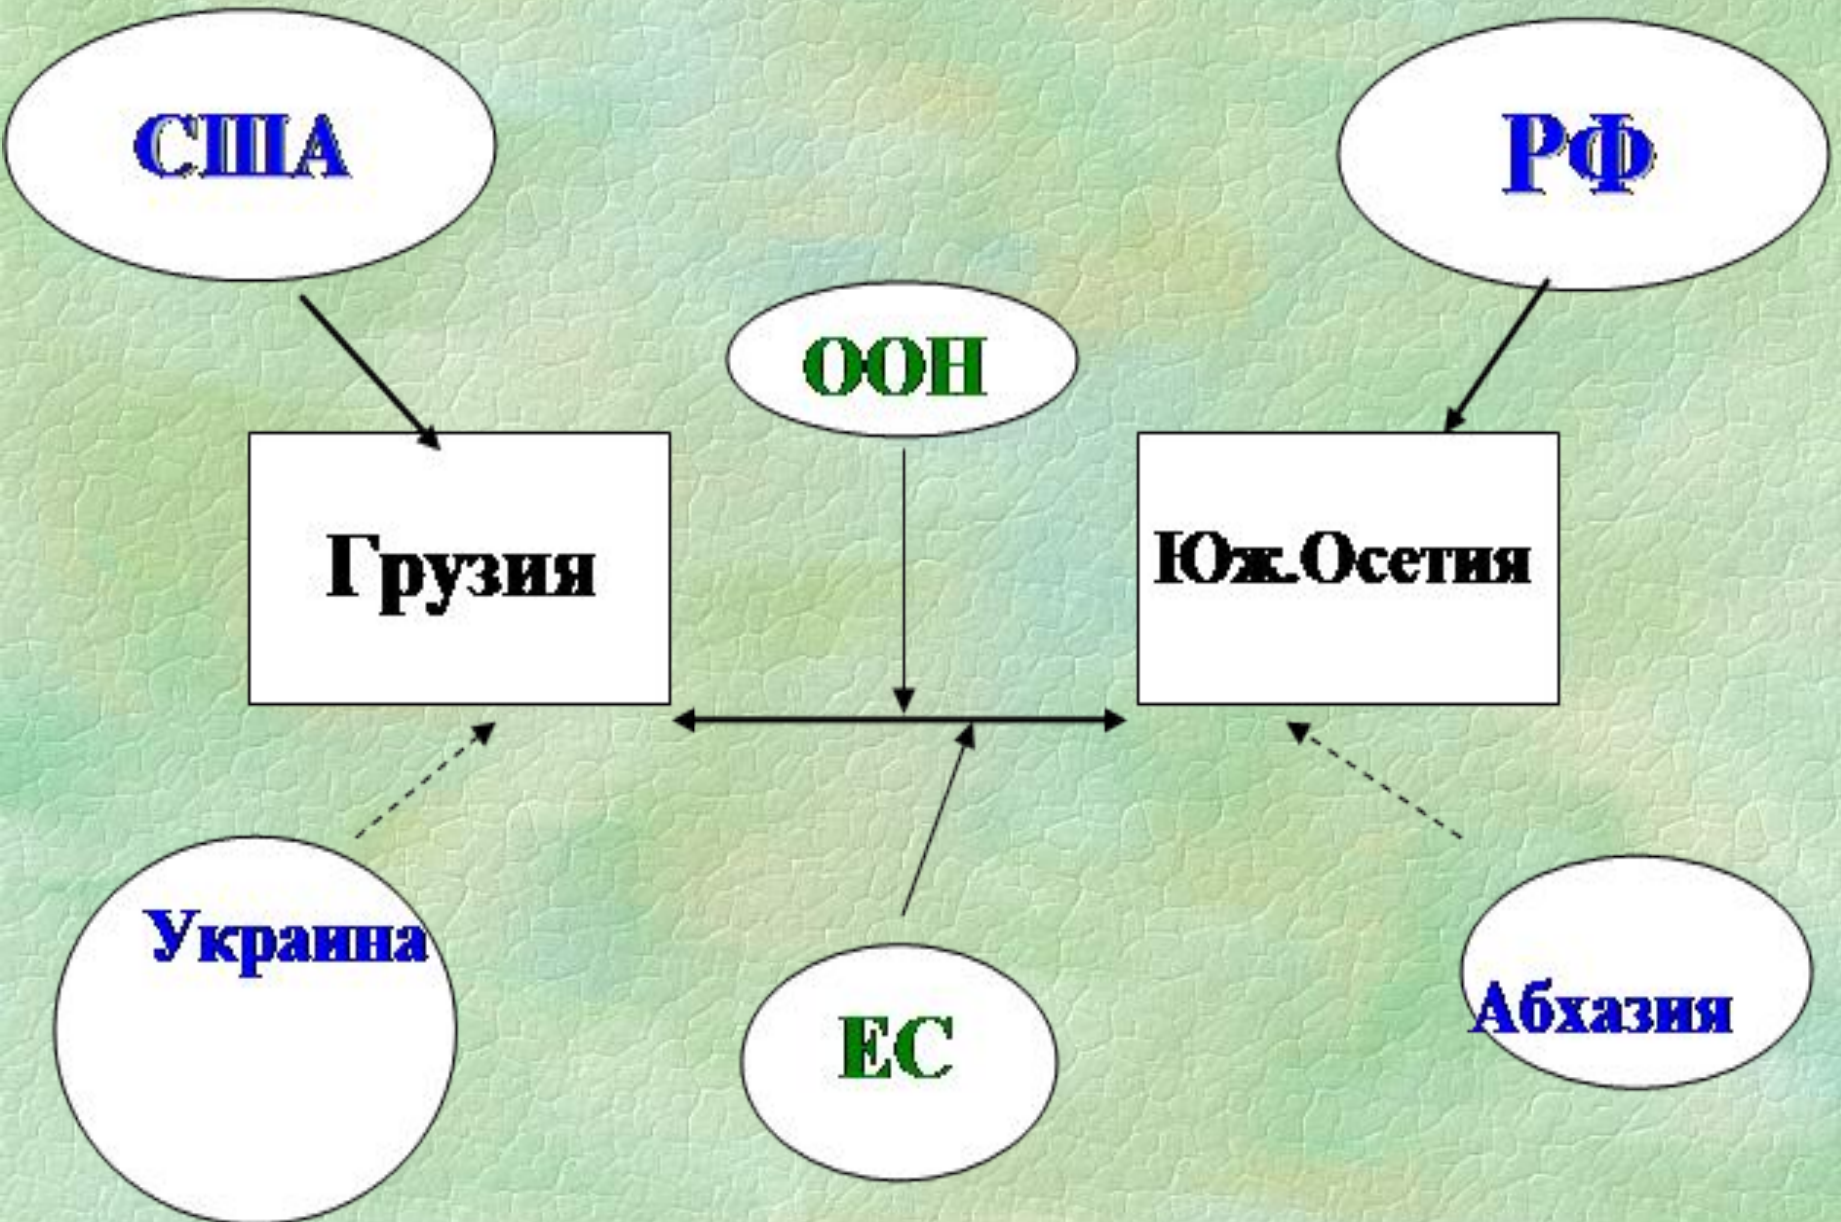 США
РФ
ООН
Грузия
Юж.Осетия
Украина
Абхазия
ЕС